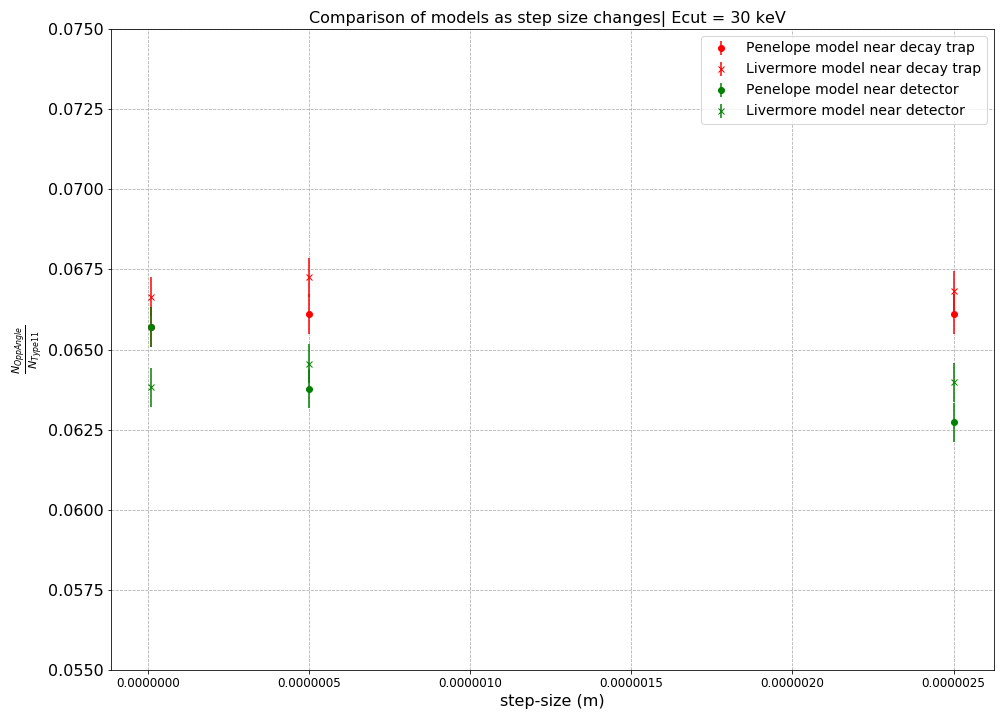 Comparison of models as step size changes| Ecut = 30 keV
Penelope model near decay trap
Livermore model near decay trap
Penelope model near detector
Livermore model near detector
0.0750
0.0725
0.0700
0.0675
0.0650
0.0625
0.0600
0.0575
0.0550
N_OppAngle
N_Type11
0.0000000 0.0000005 0.0000010 0.0000015 0.0000020 0.0000025
step-size (m)